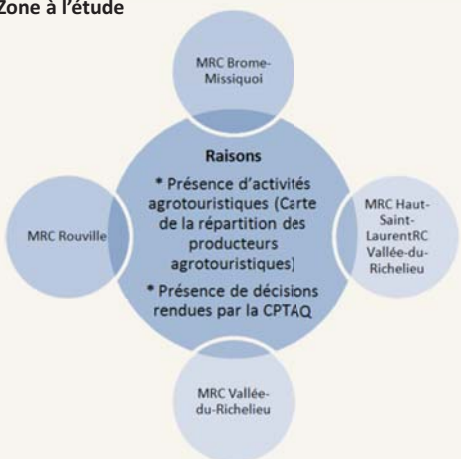 Zone à l'étude
MRC Brome-
Missiquoi
Raisons
* Présence d'activités
agrotouristiques (Carte
de la répartition des
producteurs
agrotouristiques)
* Présence de décisions
rendues par la CPTAQ
MRC Rouville
MRC Haut-
Saint-
LaurentRC
Vallée-du-
Richelieu
MRC Vallée-
du-Richelieu